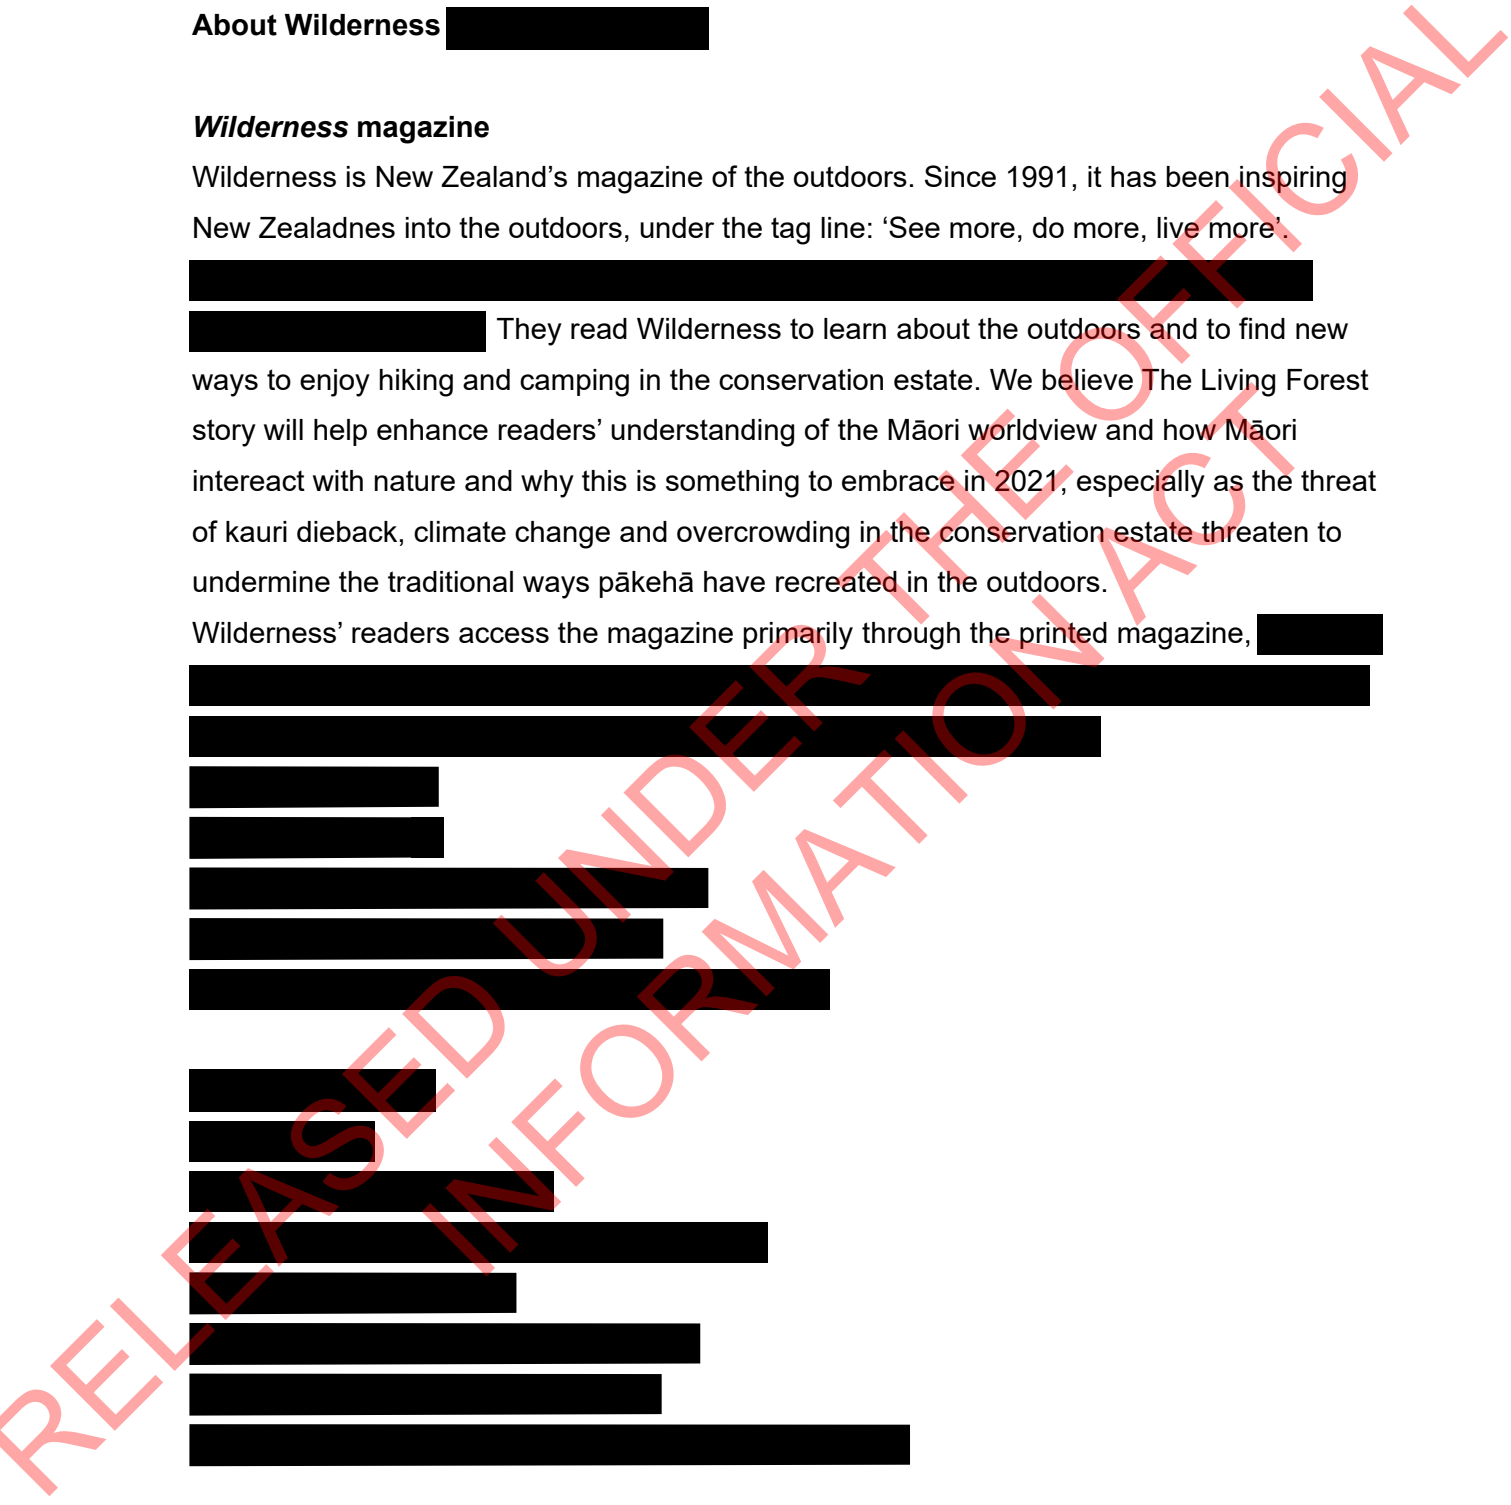 About Wilderness
Wilderness magazine
Wilderness is New Zealand’s magazine of the outdoors. Since 1991, it has been inspiring
New Zealadnes into the outdoors, under the tag line: ‘See more, do more, live more’.
They read Wilderness to learn about the outdoors and to find new
ways to enjoy hiking and camping in the conservation estate. We believe The Living Forest
story will help enhance readers’ understanding of the Māori worldview and how Māori
intereact with nature and why this is something to embrace in 2021, especially as the threat
of kauri dieback, climate change and overcrowding in the conservation estate threaten to
undermine the traditional ways pākehā have recreated in the outdoors.
Wilderness’ readers access the magazine primarily through the printed magazine,
RELEASED UNDER THE OFFICIAL
INFORMATION ACT